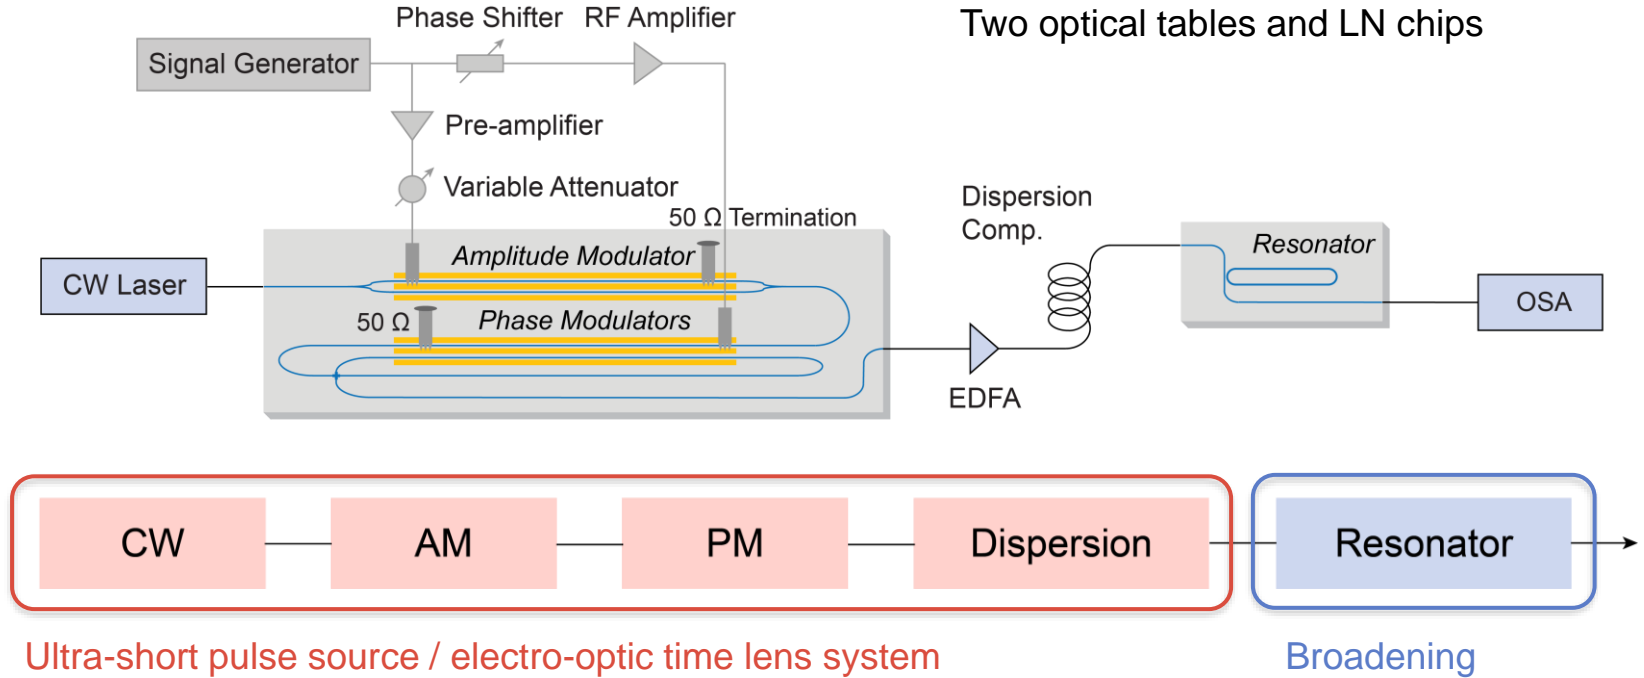 Two optical tables and LN chips
Phase Shifter
RF Amplifier
Signal Generator
Pre-amplifier
Variable Attenuator
50 Ω Termination
Amplitude Modulator
CW Laser
50 Ω
Phase Modulators
Dispersion
Comp.
EDFA
Resonator
OSA
CW
AM
PM
Dispersion
Resonator
Ultra-short pulse source / electro-optic time lens system
Broadening